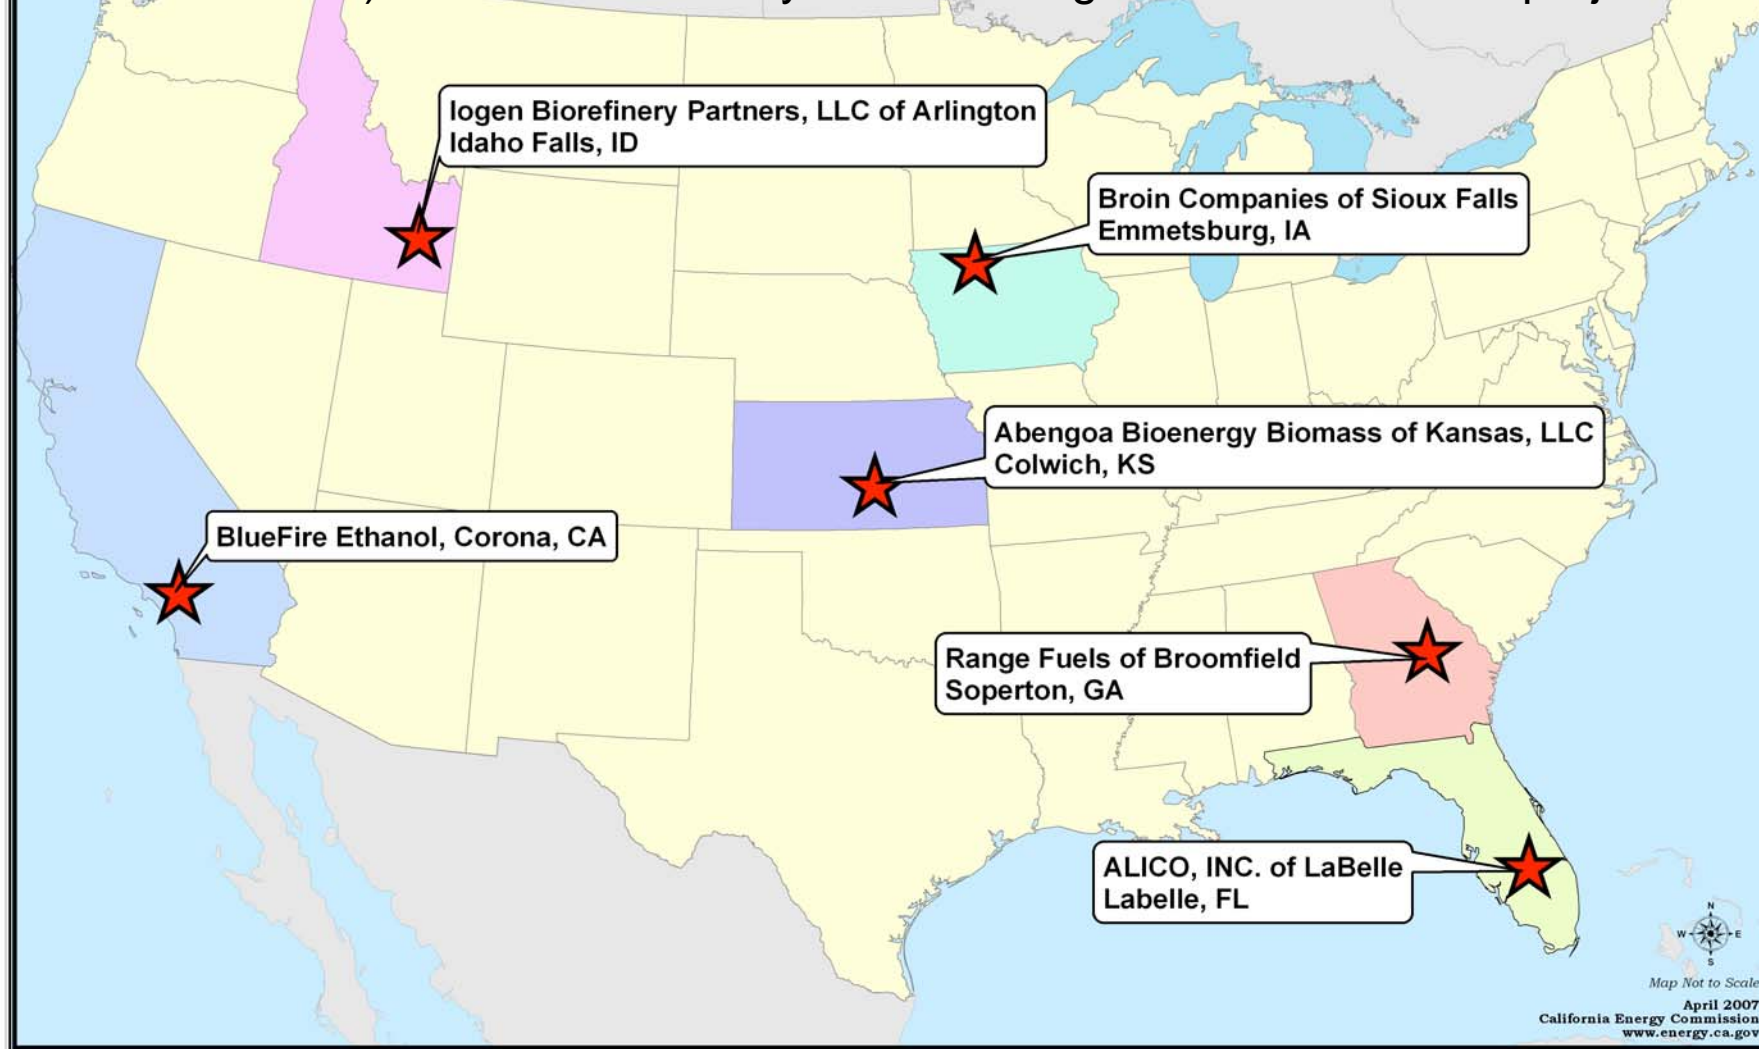 Iogen Biorefinery Partners, LLC of Arlington
Idaho Falls, ID
Broin Companies of Sioux Falls
Emmetsburg, IA
Abengoa Bioenergy Biomass of Kansas, LLC
Colwich, KS
BlueFire Ethanol, Corona, CA
Range Fuels of Broomfield
Soperton, GA
ALICO, INC. of LaBelle
Labelle, FL
N
W E
S
Map Not to Scale
April 2007
California Energy Commission
www.energy.ca.gov